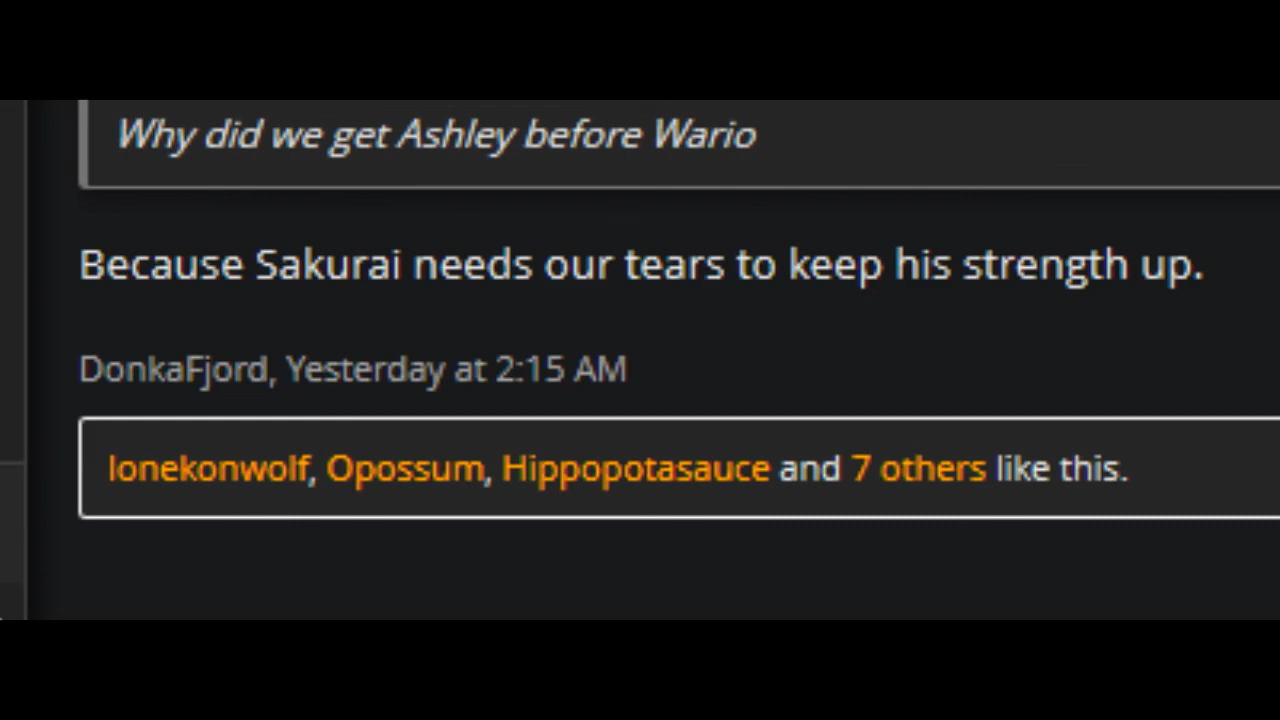 Why did we get Ashley before Wario
Because Sakurai needs our tears to keep his strength up.
DonkaFjord, Yesterday at 2:15 AM
lonekonwolf, Opossum, Hippopotasauce and 7 others like this.